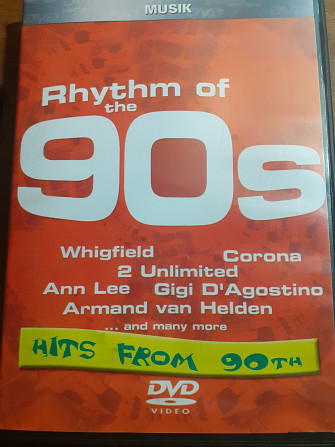 MUSIK
Rhythm of
the
90s
Whigfield Corona
2 Unlimited
Ann Lee Gigi D'Agostino
Armand van Helden
... and many more
HITS FROM 90TH
DVD
VIDEO